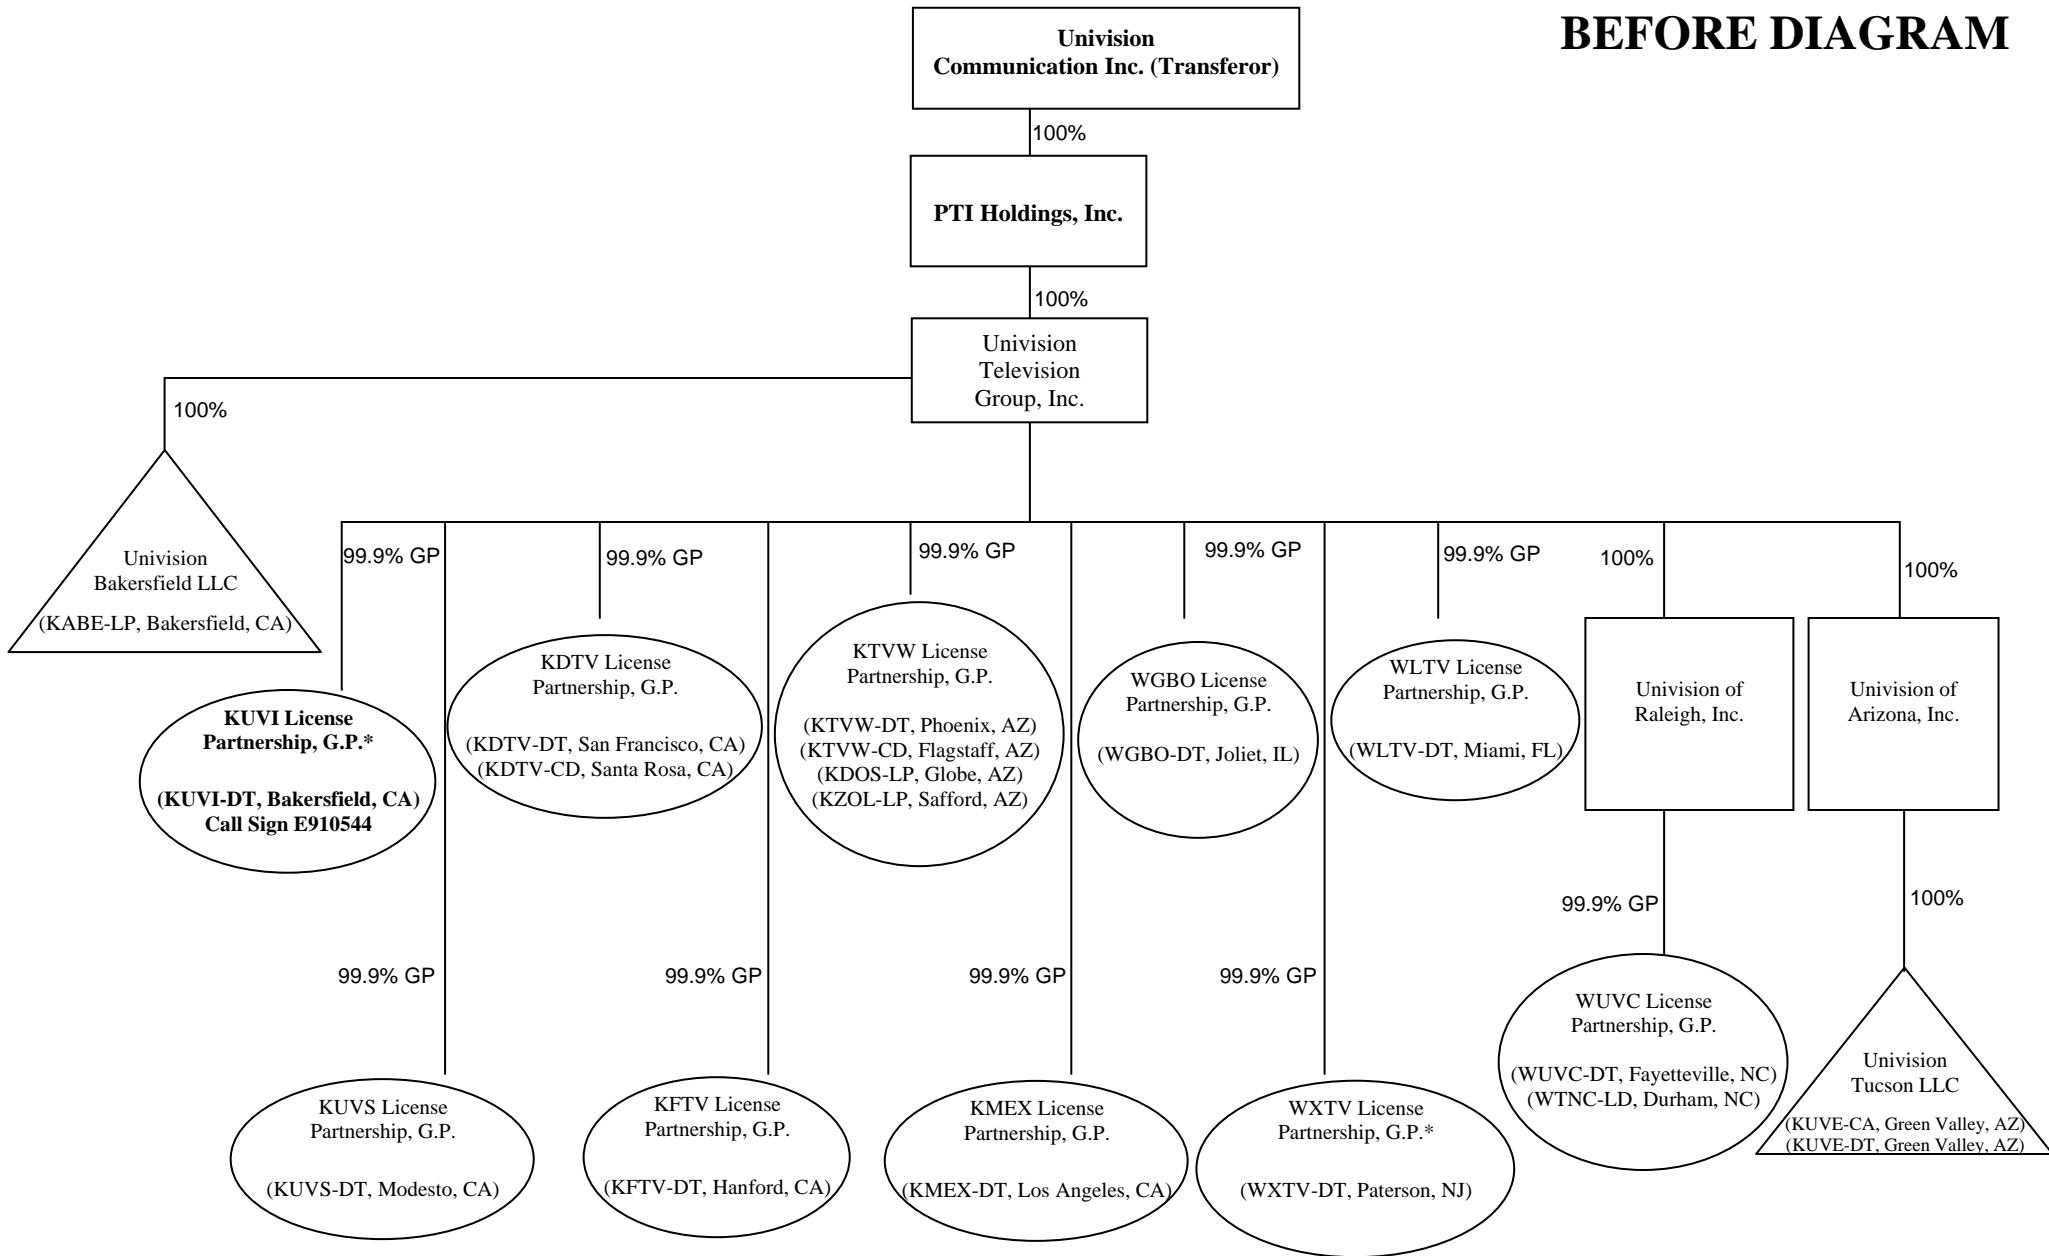 BEFORE DIAGRAM
Univision
Communication Inc. (Transferor)
100%
PTI Holdings, Inc.
100%
Univision
Television
Group, Inc.
100%
Univision
Bakersfield LLC
(KABE-LP, Bakersfield, CA)
99.9% GP
99.9% GP
99.9% GP
99.9% GP
99.9% GP
100%
100%
KUVI License
Partnership, G.P.*
(KUVI-DT, Bakersfield, CA)
Call Sign E910544
KDTV License
Partnership, G.P.
(KDTV-DT, San Francisco, CA)
(KDTV-CD, Santa Rosa, CA)
KTVW License
Partnership, G.P.
(KTVW-DT, Phoenix, AZ)
(KTVW-CD, Flagstaff, AZ)
(KDOS-LP, Globe, AZ)
(KZOL-LP, Safford, AZ)
WGBO License
Partnership, G.P.
(WGBO-DT, Joliet, IL)
WLTV License
Partnership, G.P.
(WLTV-DT, Miami, FL)
Univision of
Raleigh, Inc.
Univision of
Arizona, Inc.
99.9% GP
100%
99.9% GP
99.9% GP
99.9% GP
99.9% GP
KUVS License
Partnership, G.P.
(KUVS-DT, Modesto, CA)
KFTV License
Partnership, G.P.
(KFTV-DT, Hanford, CA)
KMEX License
Partnership, G.P.
(KMEX-DT, Los Angeles, CA)
WXTV License
Partnership, G.P.*
(WXTV-DT, Paterson, NJ)
WUVC License
Partnership, G.P.
(WUVC-DT, Fayetteville, NC)
(WTNC-LD, Durham, NC)
Univision
Tucson LLC
(KUVE-CA, Green Valley, AZ)
(KUVE-DT, Green Valley, AZ)